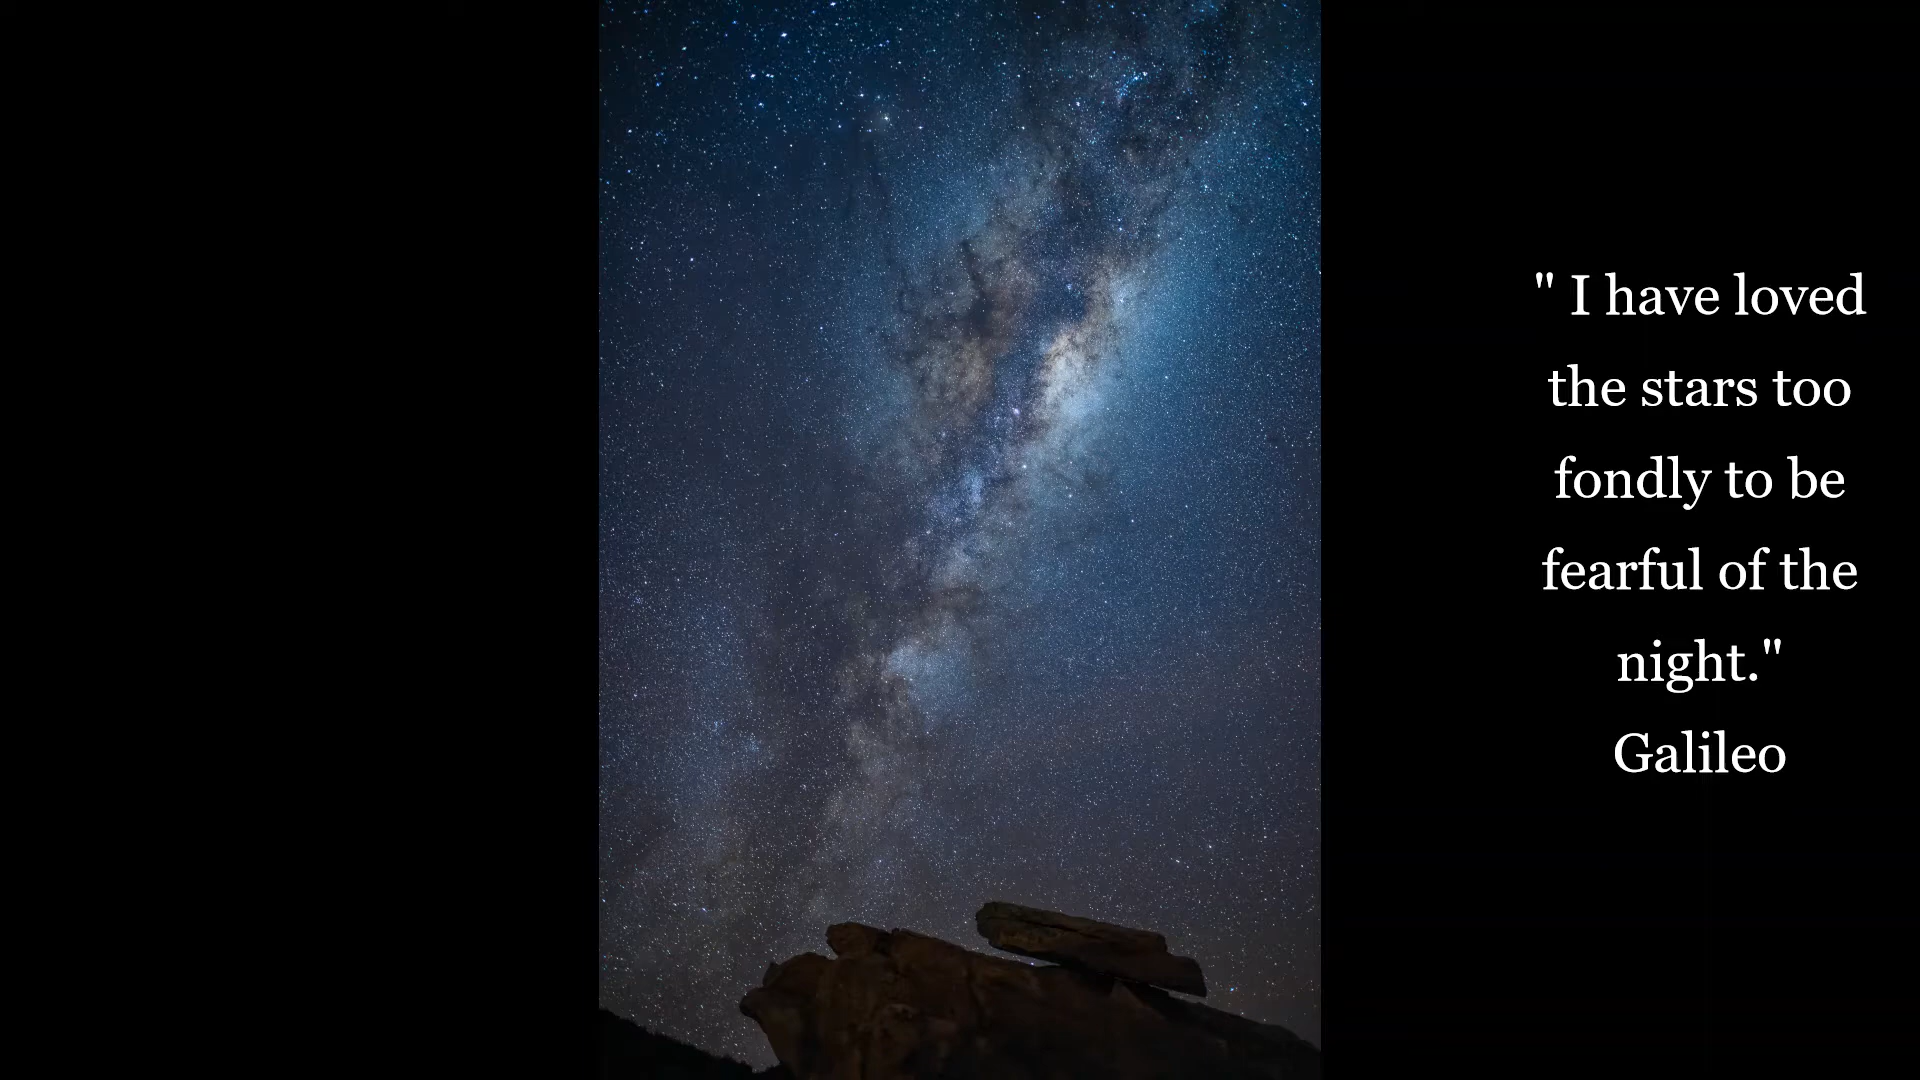 " I have loved
the stars too
fondly to be
fearful of the
night."
Galileo